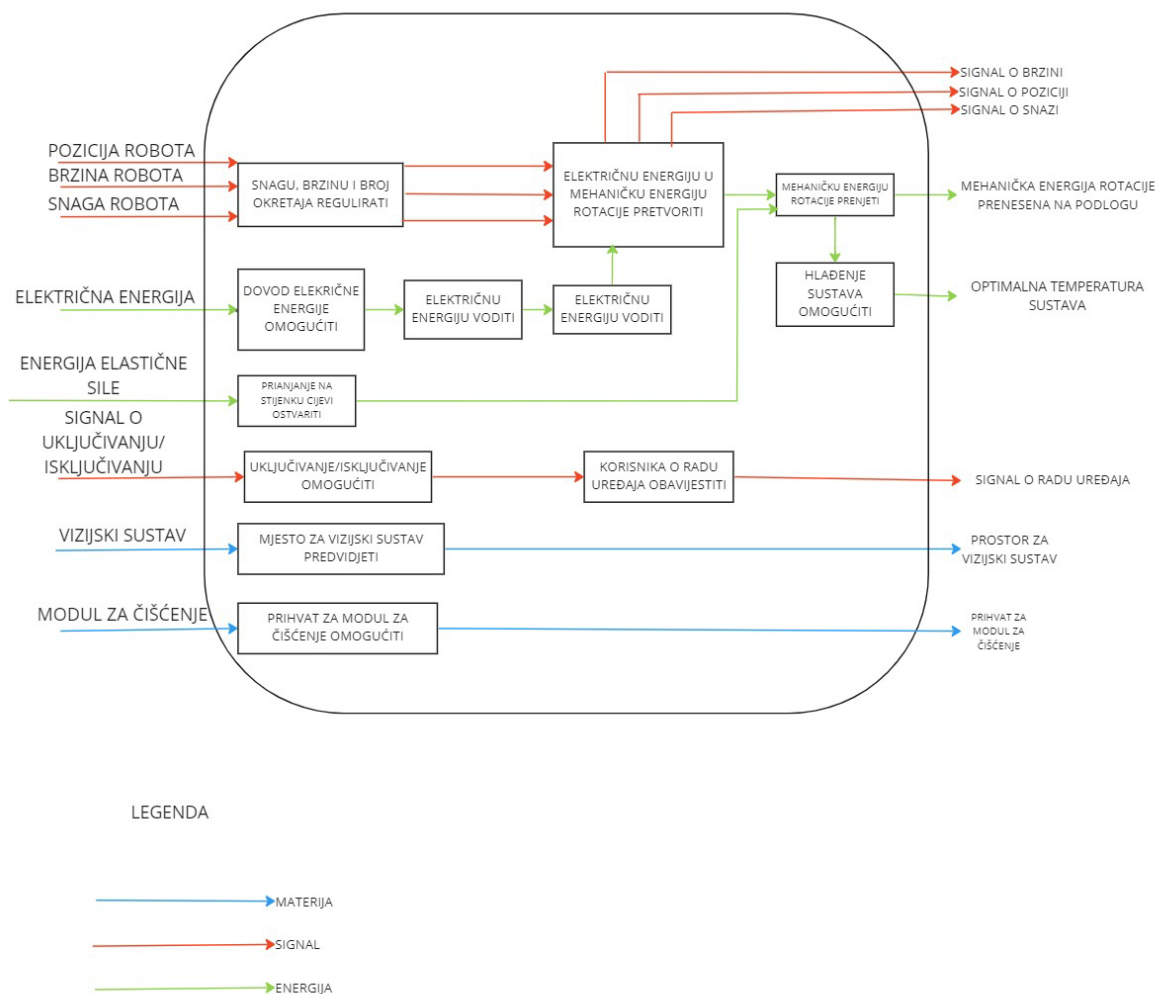 SIGNAL O BRZINI
SIGNAL O POZICIJI
SIGNAL O SNAZI
POZICIJA ROBOTA
BRZINA ROBOTA
SNAGA ROBOTA
SNAGU, BRZINU I BROJ
OKRETAJA REGULIRATI
ELEKTRIČNU ENERGIJU U
MEHANIČKU ENERGIJU
ROTACIJE PRETVORITI
MEHANIČKU ENERGIJU
ROTACIJE PRENJETI
MEHANIČKA ENERGIJA ROTACIJE
PRENESENA NA PODLOGU
ELEKTRIČNA ENERGIJA
DOVOD ELEKRIČNE
ENERGIJE
OMOGUĆITI
ELEKTRIČNU
ENERGIJU VODITI
ELEKTRIČNU
ENERGIJU VODITI
HLAĐENJE
SUSTAVA
OMOGUĆITI
OPTIMALNA TEMPERATURA
SUSTAVA
ENERGIJA ELASTIČNE
SILE
PRIANJANJE NA
STIJENKU CIJEVI
OSTVARITI
SIGNAL O
UKLJUČIVANJU/
ISKLJUČIVANJU
UKLJUČIVANJE/ISKLJUČIVANJE
OMOGUĆITI
KORISNIKA O RADU
UREĐAJA OBAVIJESTITI
SIGNAL O RADU UREĐAJA
VIZIJSKI SUSTAV
MJESTO ZA VIZIJSKI SUSTAV
PREDVIDJETI
PROSTOR ZA
VIZIJSKI SUSTAV
MODUL ZA ČIŠĆENJE
PRIHVAT ZA MODUL ZA
ČIŠĆENJE OMOGUĆITI
PRIHVAT ZA
MODUL ZA
ČIŠĆENJE
LEGENDA
MATERIJA
SIGNAL
ENERGIJA